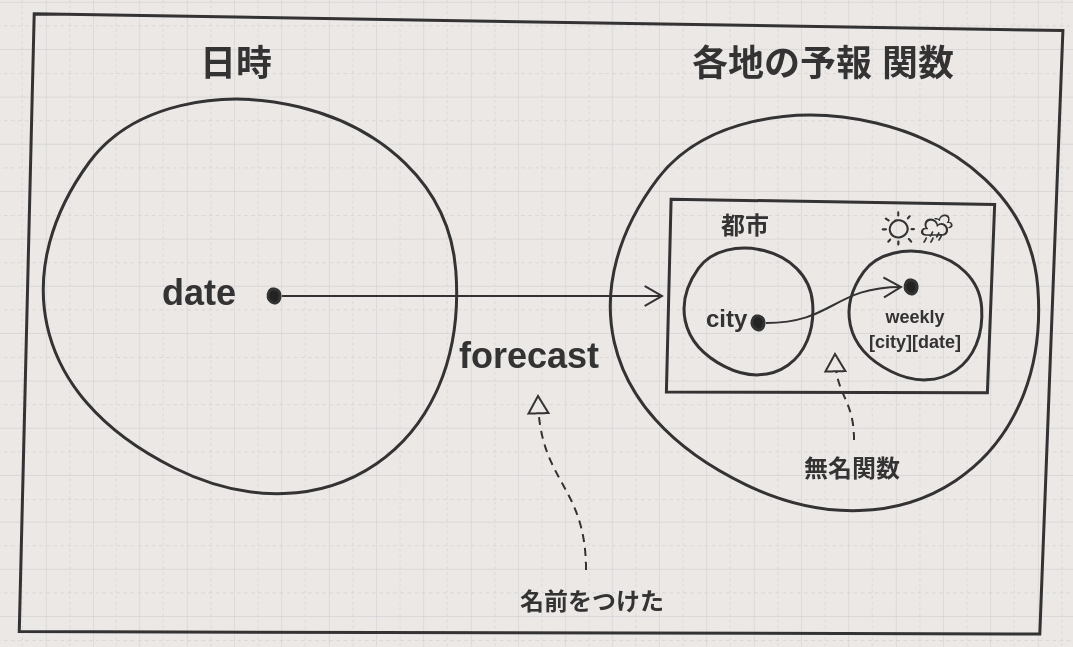 日時
各地の予報 関数
都市
date
city
weekly
[city][date]
forecast
無名関数
名前をつけた